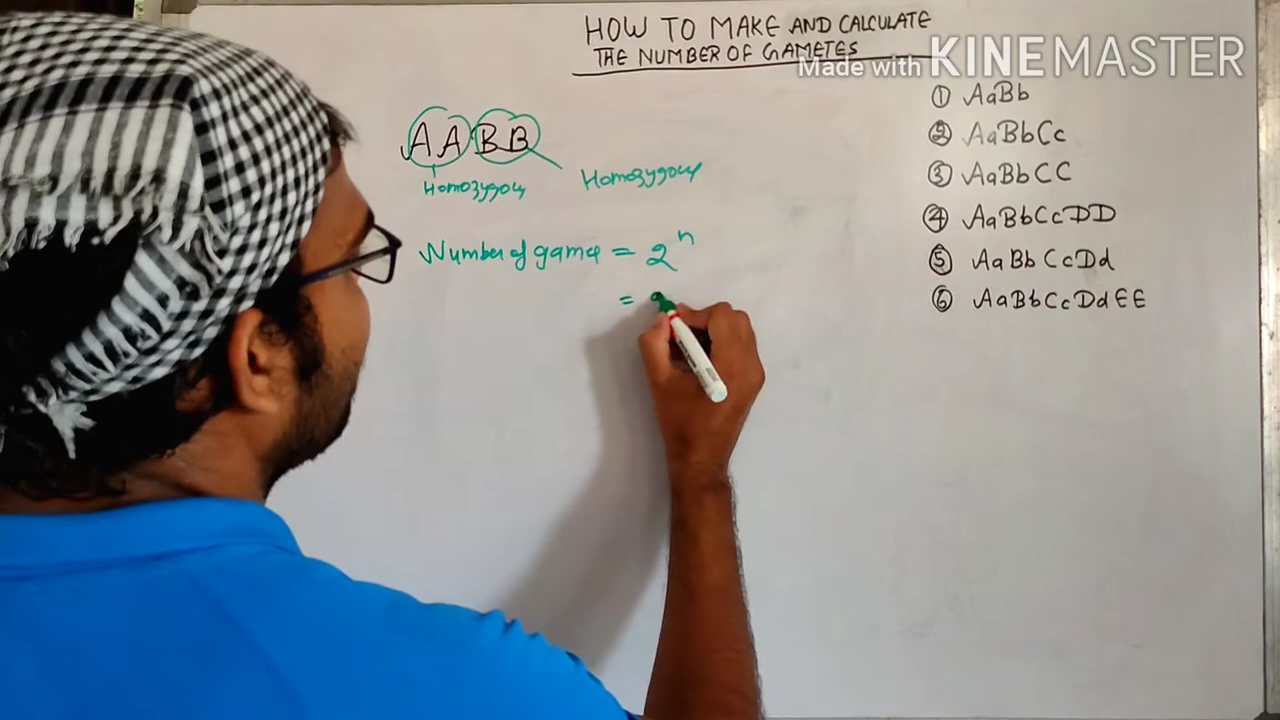 HOW TO MAKE AND CALCULATE
THE NUMBER OF GAMETES
Made with KINEMASTER
AABB
Homozygous
Homozygous
Number of gamete = 2ⁿ
= 2
① AaBb
② AaBbCc
③ AaBbCC
④ AaBbCcDD
⑤ AaBbCcDd
⑥ AaBbCcDdEE